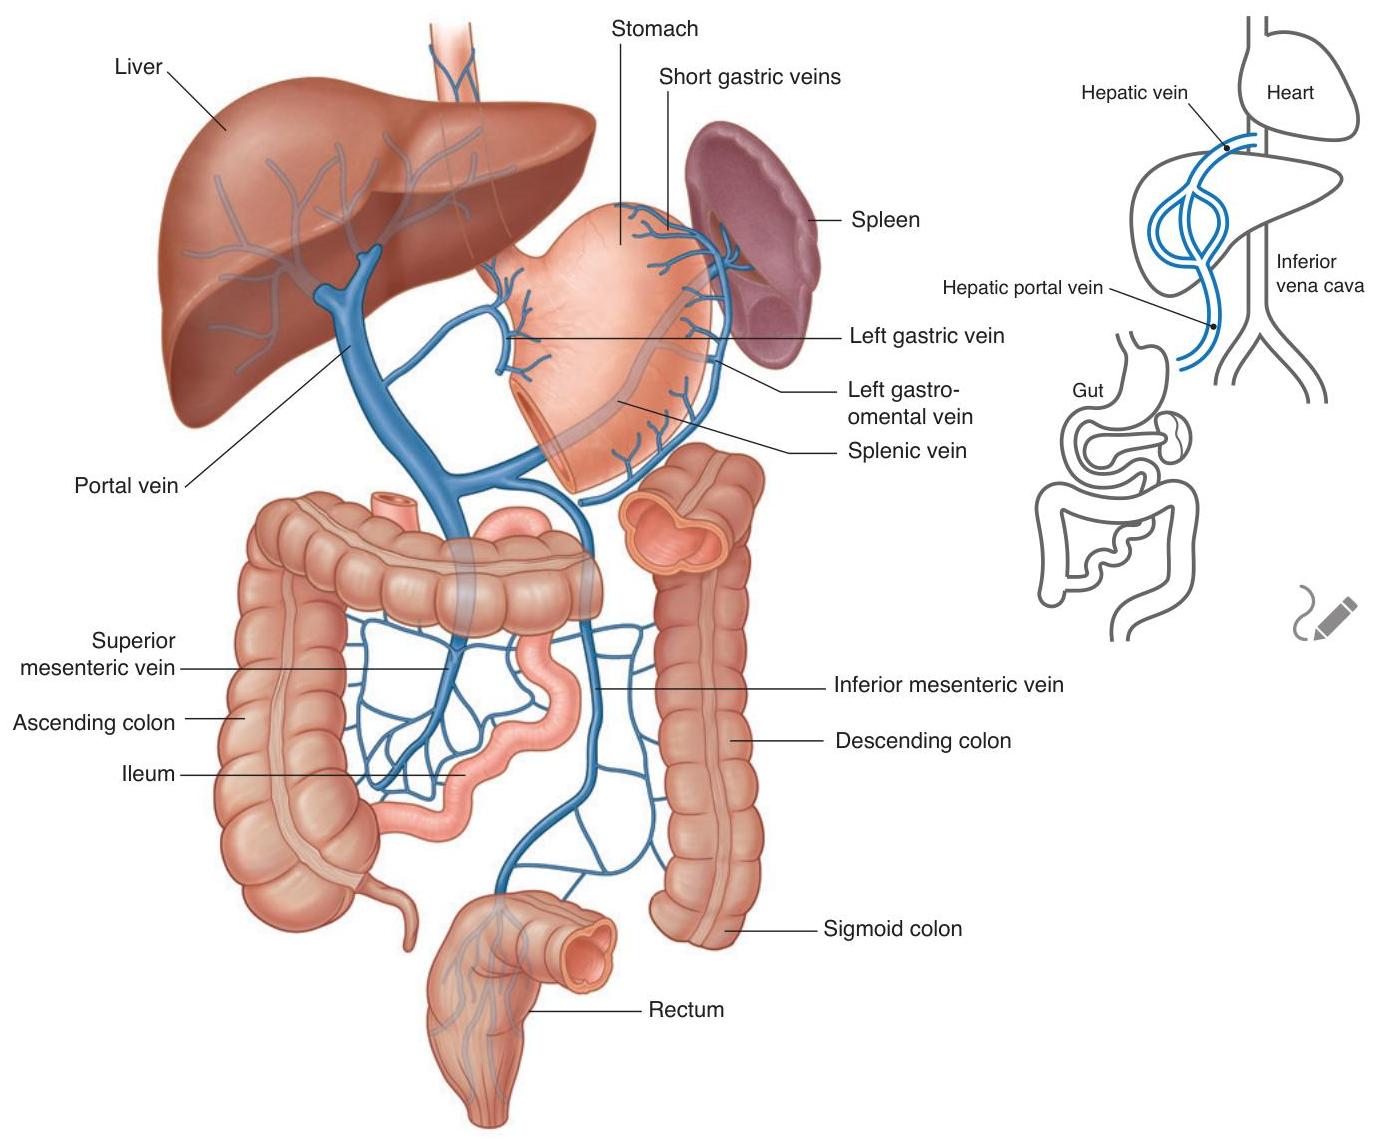 Stomach
Liver
Short gastric veins
Spleen
Left gastric vein
Left gastro-
omental vein
Splenic vein
Portal vein
Superior
mesenteric vein
Ascending colon
Ileum
Inferior mesenteric vein
Descending colon
Sigmoid colon
Rectum
Hepatic vein
Heart
Inferior
vena cava
Hepatic portal vein
Gut